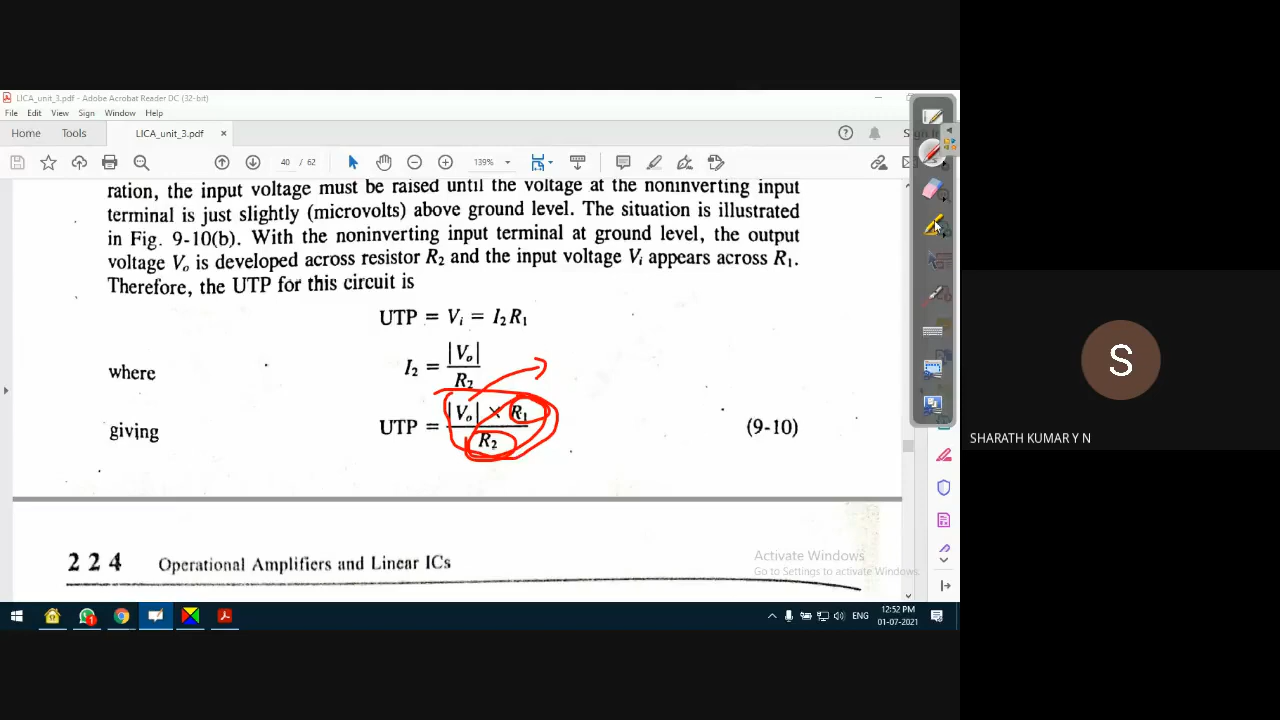 LICA_unit_3.pdf - Adobe Acrobat Reader DC (32-bit)
File Edit View Sign Window Help
Home Tools LICA_unit_3.pdf ×
40 / 62 139%
ration, the input voltage must be raised until the voltage at the noninverting input
terminal is just slightly (microvolts) above ground level. The situation is illustrated
in Fig. 9-10(b). With the noninverting input terminal at ground level, the output
voltage Vo is developed across resistor R2 and the input voltage Vi appears across R1.
Therefore, the UTP for this circuit is
UTP = Vi = I2R1
where I2 = |Vo| / R2
giving UTP = |Vo| × R1 / R2 (9-10)
224 Operational Amplifiers and Linear ICs
Activate Windows
Go to Settings to activate Windows.
ENG 12:52 PM
01-07-2021
S
SHARATH KUMAR Y N